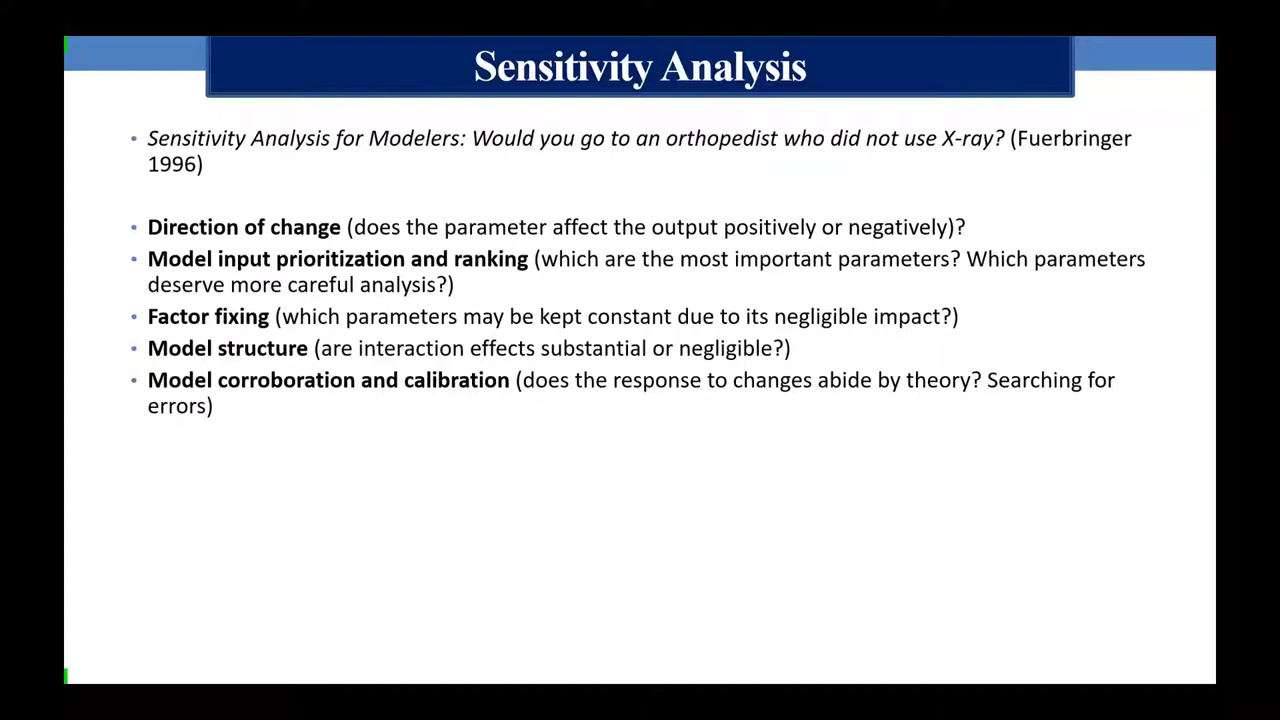 Sensitivity Analysis
• Sensitivity Analysis for Modelers: Would you go to an orthopedist who did not use X-ray? (Fuerbringer
1996)
• Direction of change (does the parameter affect the output positively or negatively)?
• Model input prioritization and ranking (which are the most important parameters? Which parameters
deserve more careful analysis?)
• Factor fixing (which parameters may be kept constant due to its negligible impact?)
• Model structure (are interaction effects substantial or negligible?)
• Model corroboration and calibration (does the response to changes abide by theory? Searching for
errors)